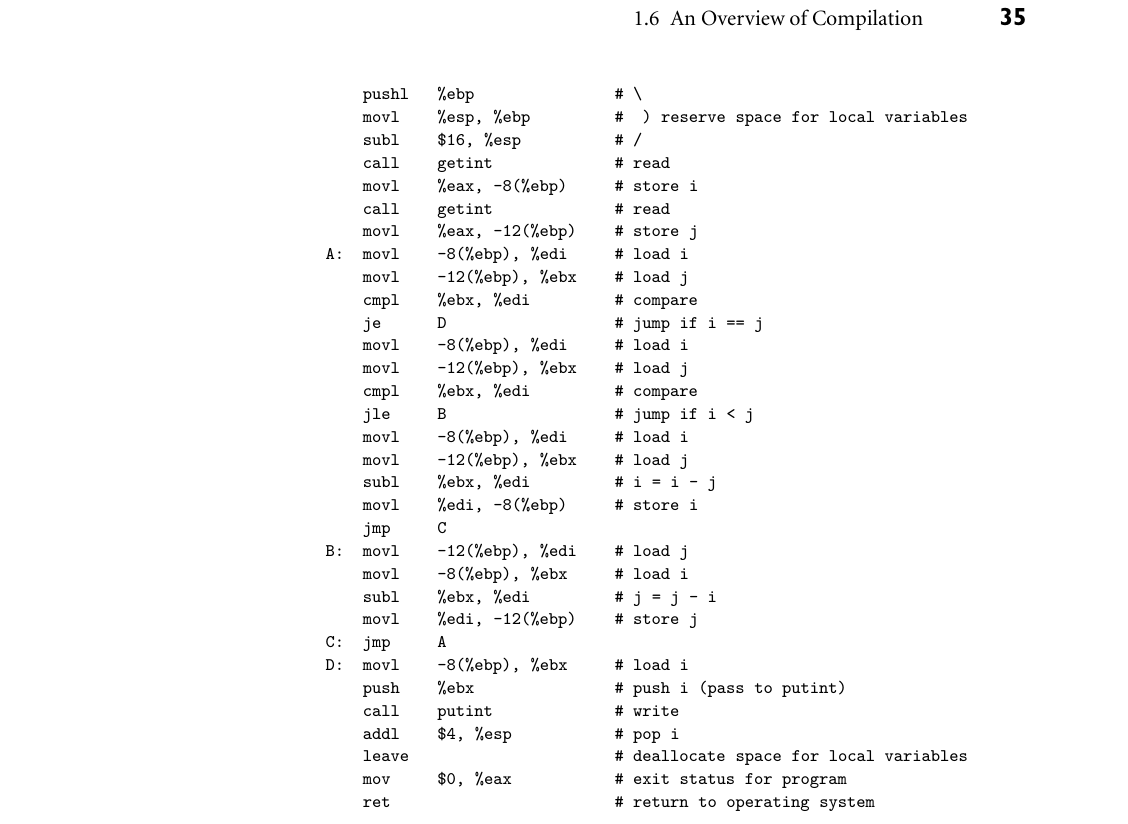 1.6 An Overview of Compilation 35
pushl %ebp # \
movl %esp, %ebp # ) reserve space for local variables
subl $16, %esp # /
call getint # read
movl %eax, -8(%ebp) # store i
call getint # read
movl %eax, -12(%ebp) # store j
A: movl -8(%ebp), %edi # load i
movl -12(%ebp), %ebx # load j
cmpl %ebx, %edi # compare
je D # jump if i == j
movl -8(%ebp), %edi # load i
movl -12(%ebp), %ebx # load j
cmpl %ebx, %edi # compare
jle B # jump if i < j
movl -8(%ebp), %edi # load i
movl -12(%ebp), %ebx # load j
subl %ebx, %edi # i = i - j
movl %edi, -8(%ebp) # store i
jmp C
B: movl -12(%ebp), %edi # load j
movl -8(%ebp), %ebx # load i
subl %ebx, %edi # j = j - i
movl %edi, -12(%ebp) # store j
C: jmp A
D: movl -8(%ebp), %ebx # load i
push %ebx # push i (pass to putint)
call putint # write
addl $4, %esp # pop i
leave # deallocate space for local variables
mov $0, %eax # exit status for program
ret # return to operating system